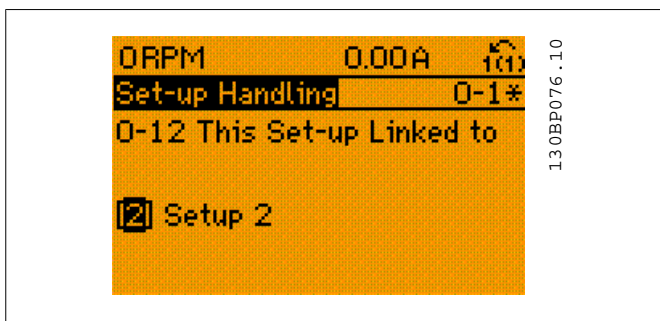 0RPM 0.00A 1(1)
Set-up Handling 0-1*
0-12 This Set-up Linked to
[2] Setup 2
130BP076.10